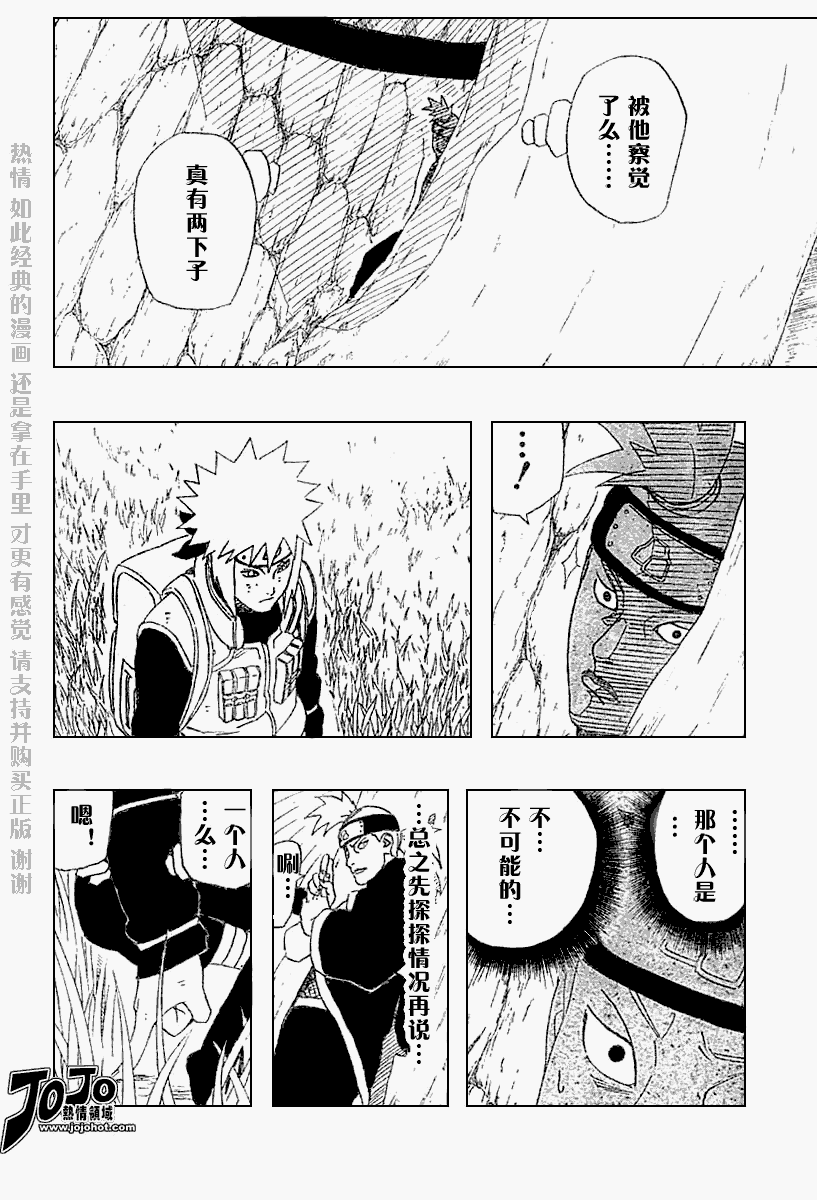 被他察觉
了么……
真有两下子
…！
……
那个人是
…
不…
不可能的…
…总之先探探情况再说…
唰…
一个人
…么…
嗯！
热情 如此经典的漫画 还是拿在手里 才更有感觉 请支持并购买正版 谢谢
JOJO
热情領域
www.jojohot.com